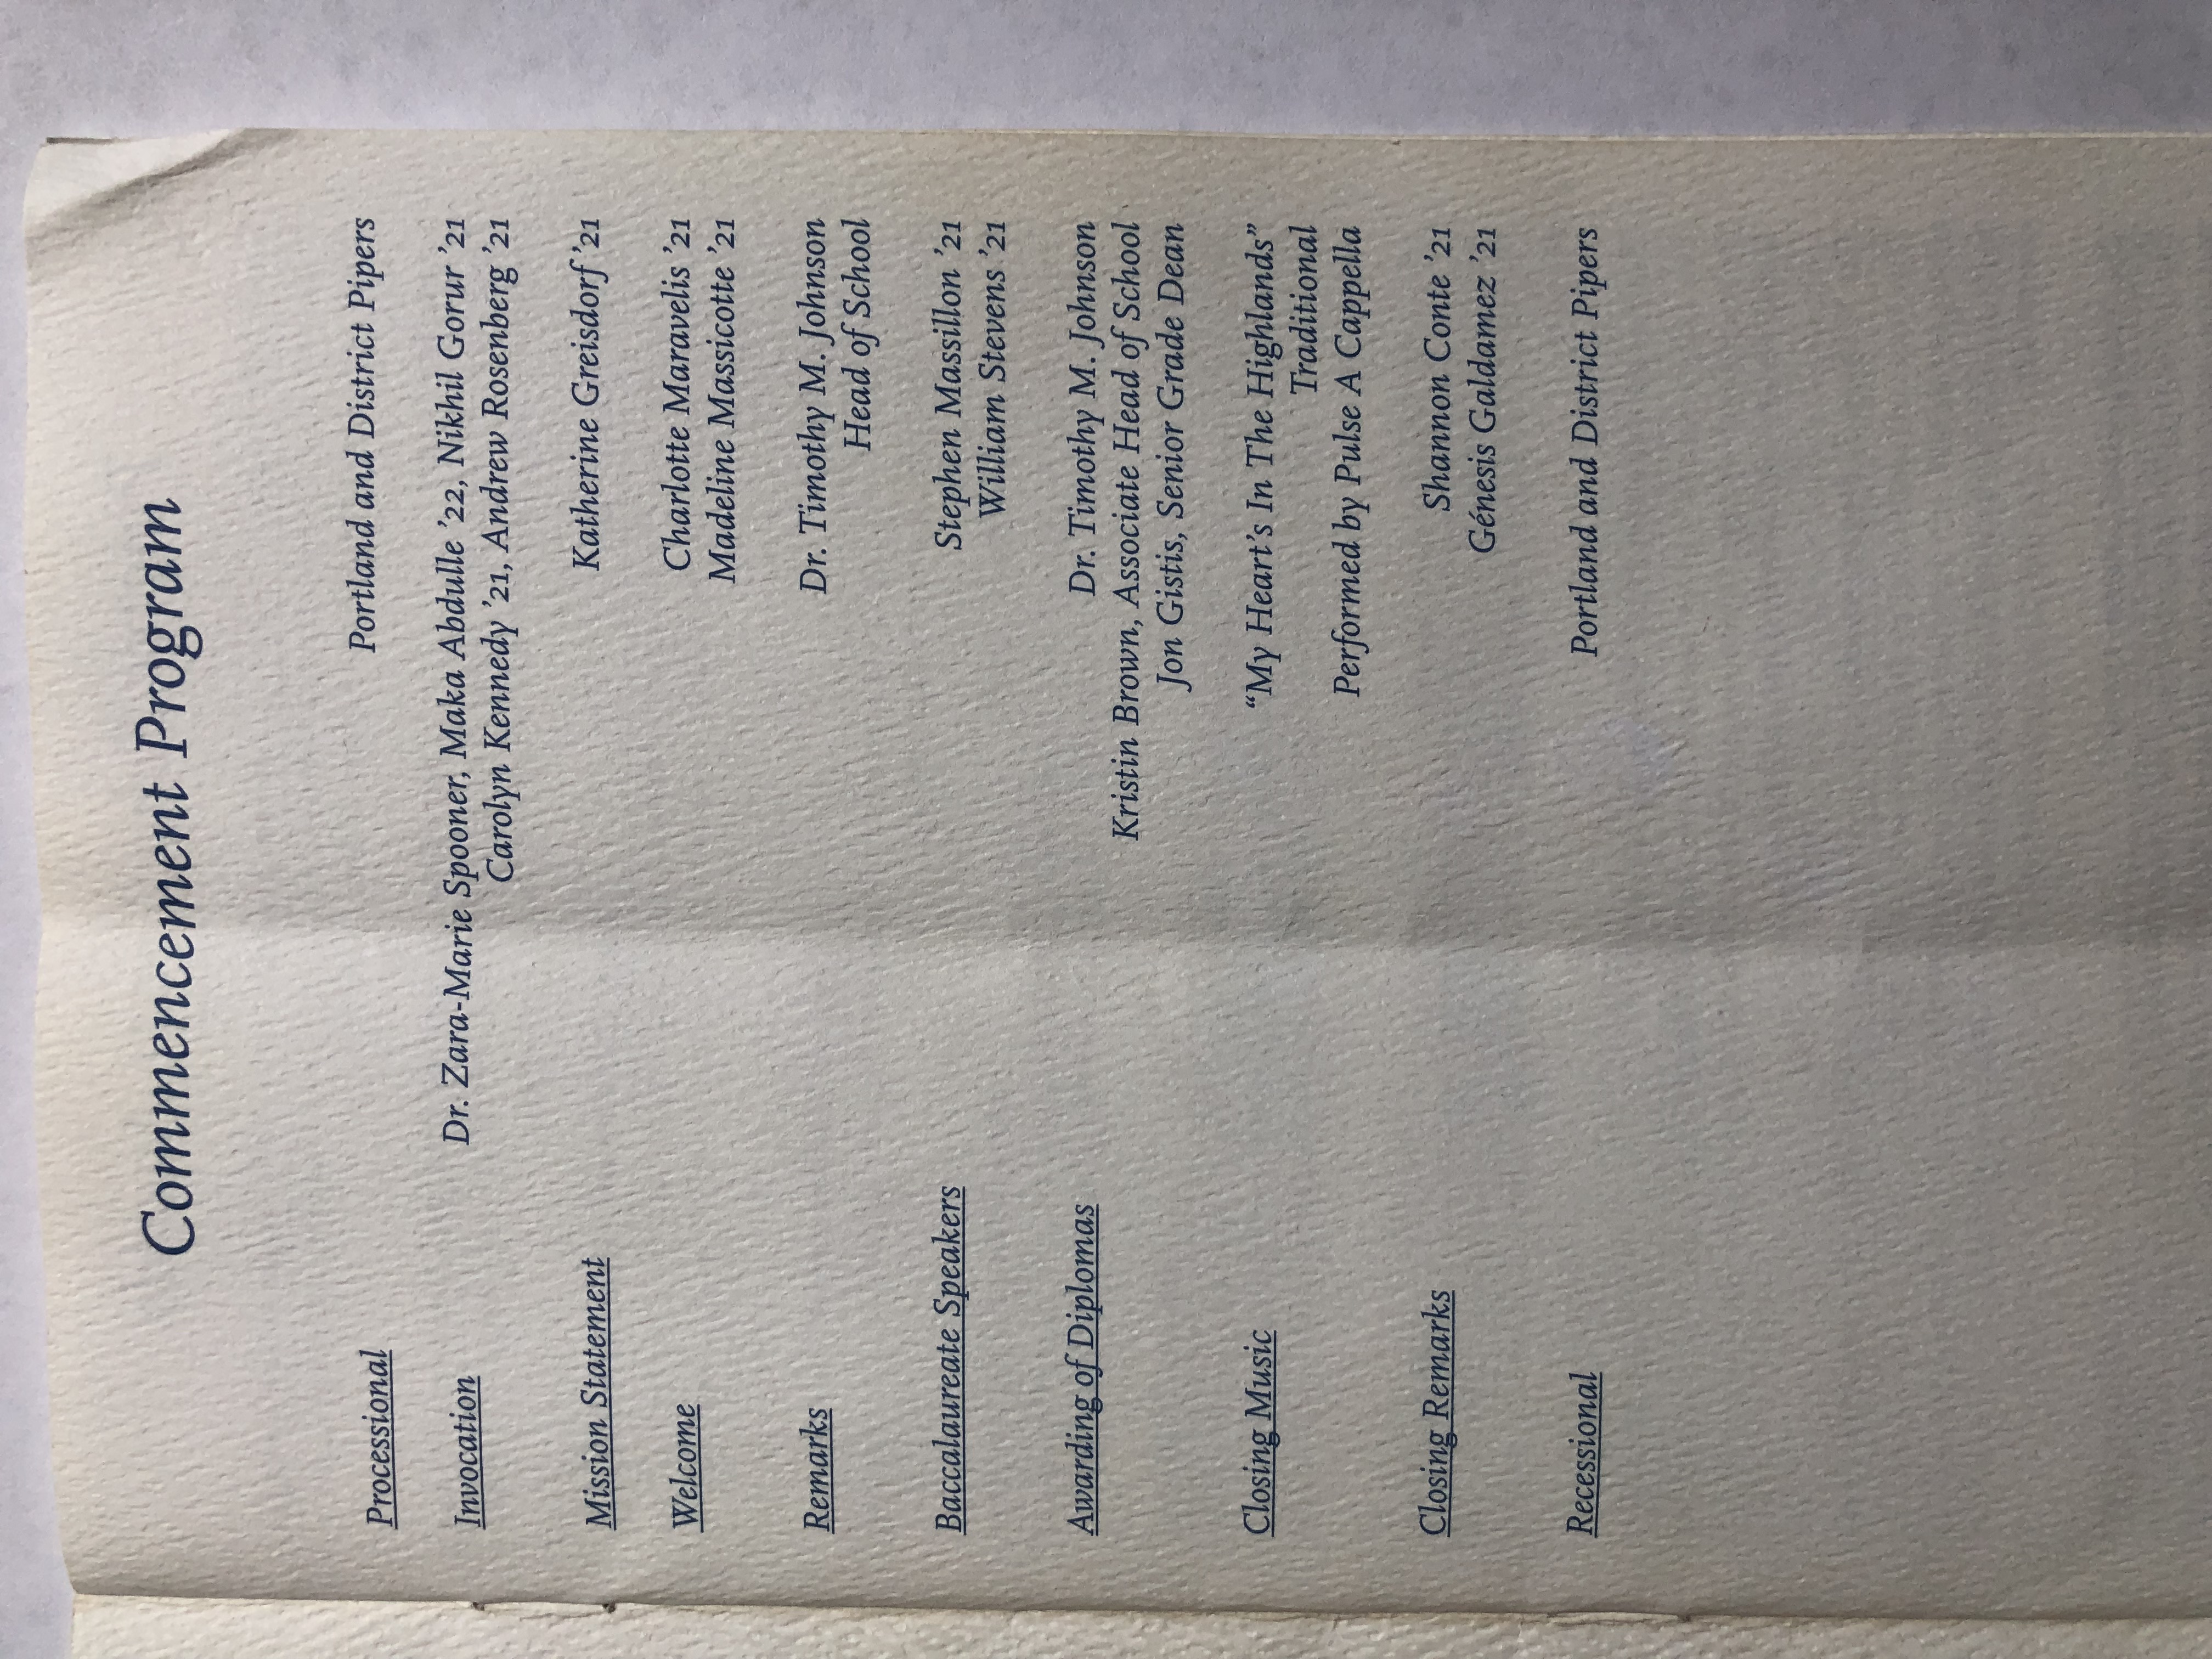 Commencement Program
Processional Portland and District Pipers
Invocation Dr. Zara-Marie Spooner, Maka Abdulle ’22, Nikhil Gorur ’21
Carolyn Kennedy ’21, Andrew Rosenberg ’21
Mission Statement Katherine Greisdorf ’21
Welcome Charlotte Maravelis ’21
Madeline Massicotte ’21
Remarks Dr. Timothy M. Johnson
Head of School
Baccalaureate Speakers Stephen Massillon ’21
William Stevens ’21
Awarding of Diplomas Dr. Timothy M. Johnson
Kristin Brown, Associate Head of School
Jon Gistis, Senior Grade Dean
Closing Music “My Heart’s In The Highlands”
Traditional
Performed by Pulse A Cappella
Closing Remarks Shannon Conte ’21
Génesis Galdamez ’21
Recessional Portland and District Pipers